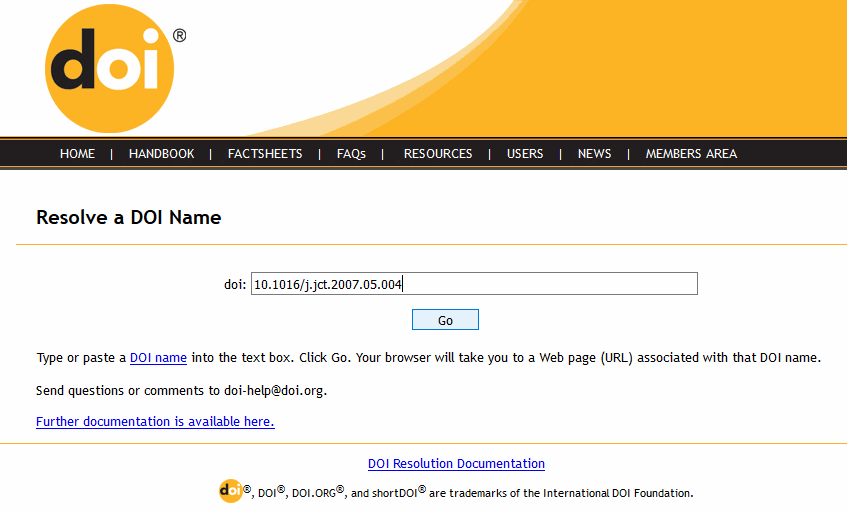 doi®
HOME | HANDBOOK | FACTSHEETS | FAQs | RESOURCES | USERS | NEWS | MEMBERS AREA
Resolve a DOI Name
doi: 10.1016/j.jct.2007.05.004
Go
Type or paste a DOI name into the text box. Click Go. Your browser will take you to a Web page (URL) associated with that DOI name.
Send questions or comments to doi-help@doi.org.
Further documentation is available here.
DOI Resolution Documentation
doi®, DOI®, DOI.ORG®, and shortDOI® are trademarks of the International DOI Foundation.